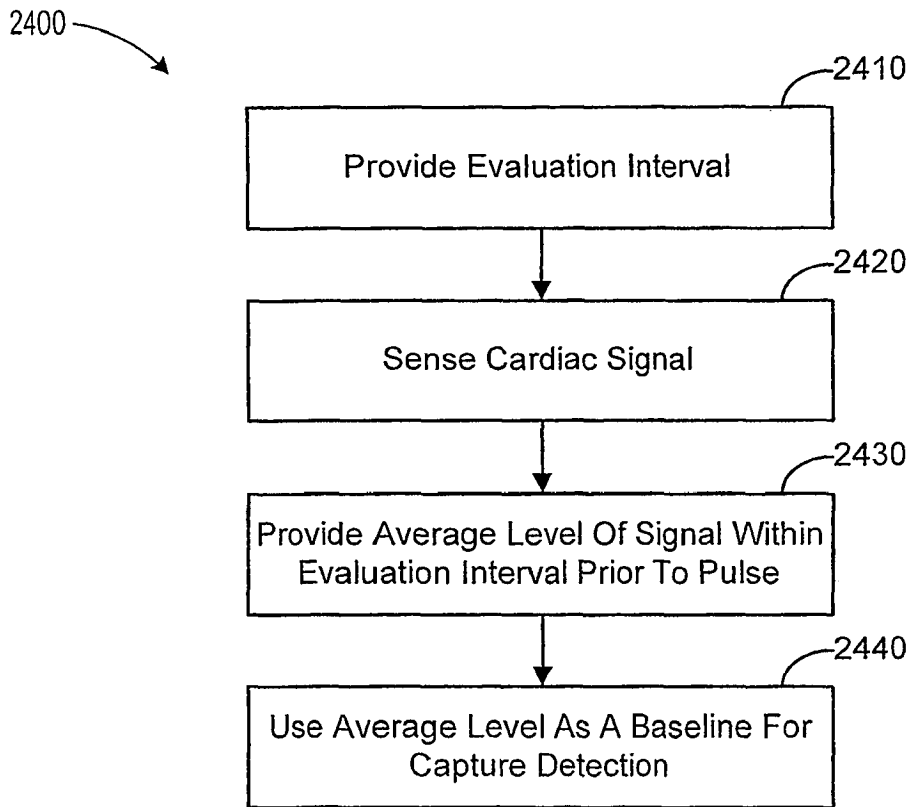 2400
2410
Provide Evaluation Interval
2420
Sense Cardiac Signal
2430
Provide Average Level Of Signal Within
Evaluation Interval Prior To Pulse
2440
Use Average Level As A Baseline For
Capture Detection